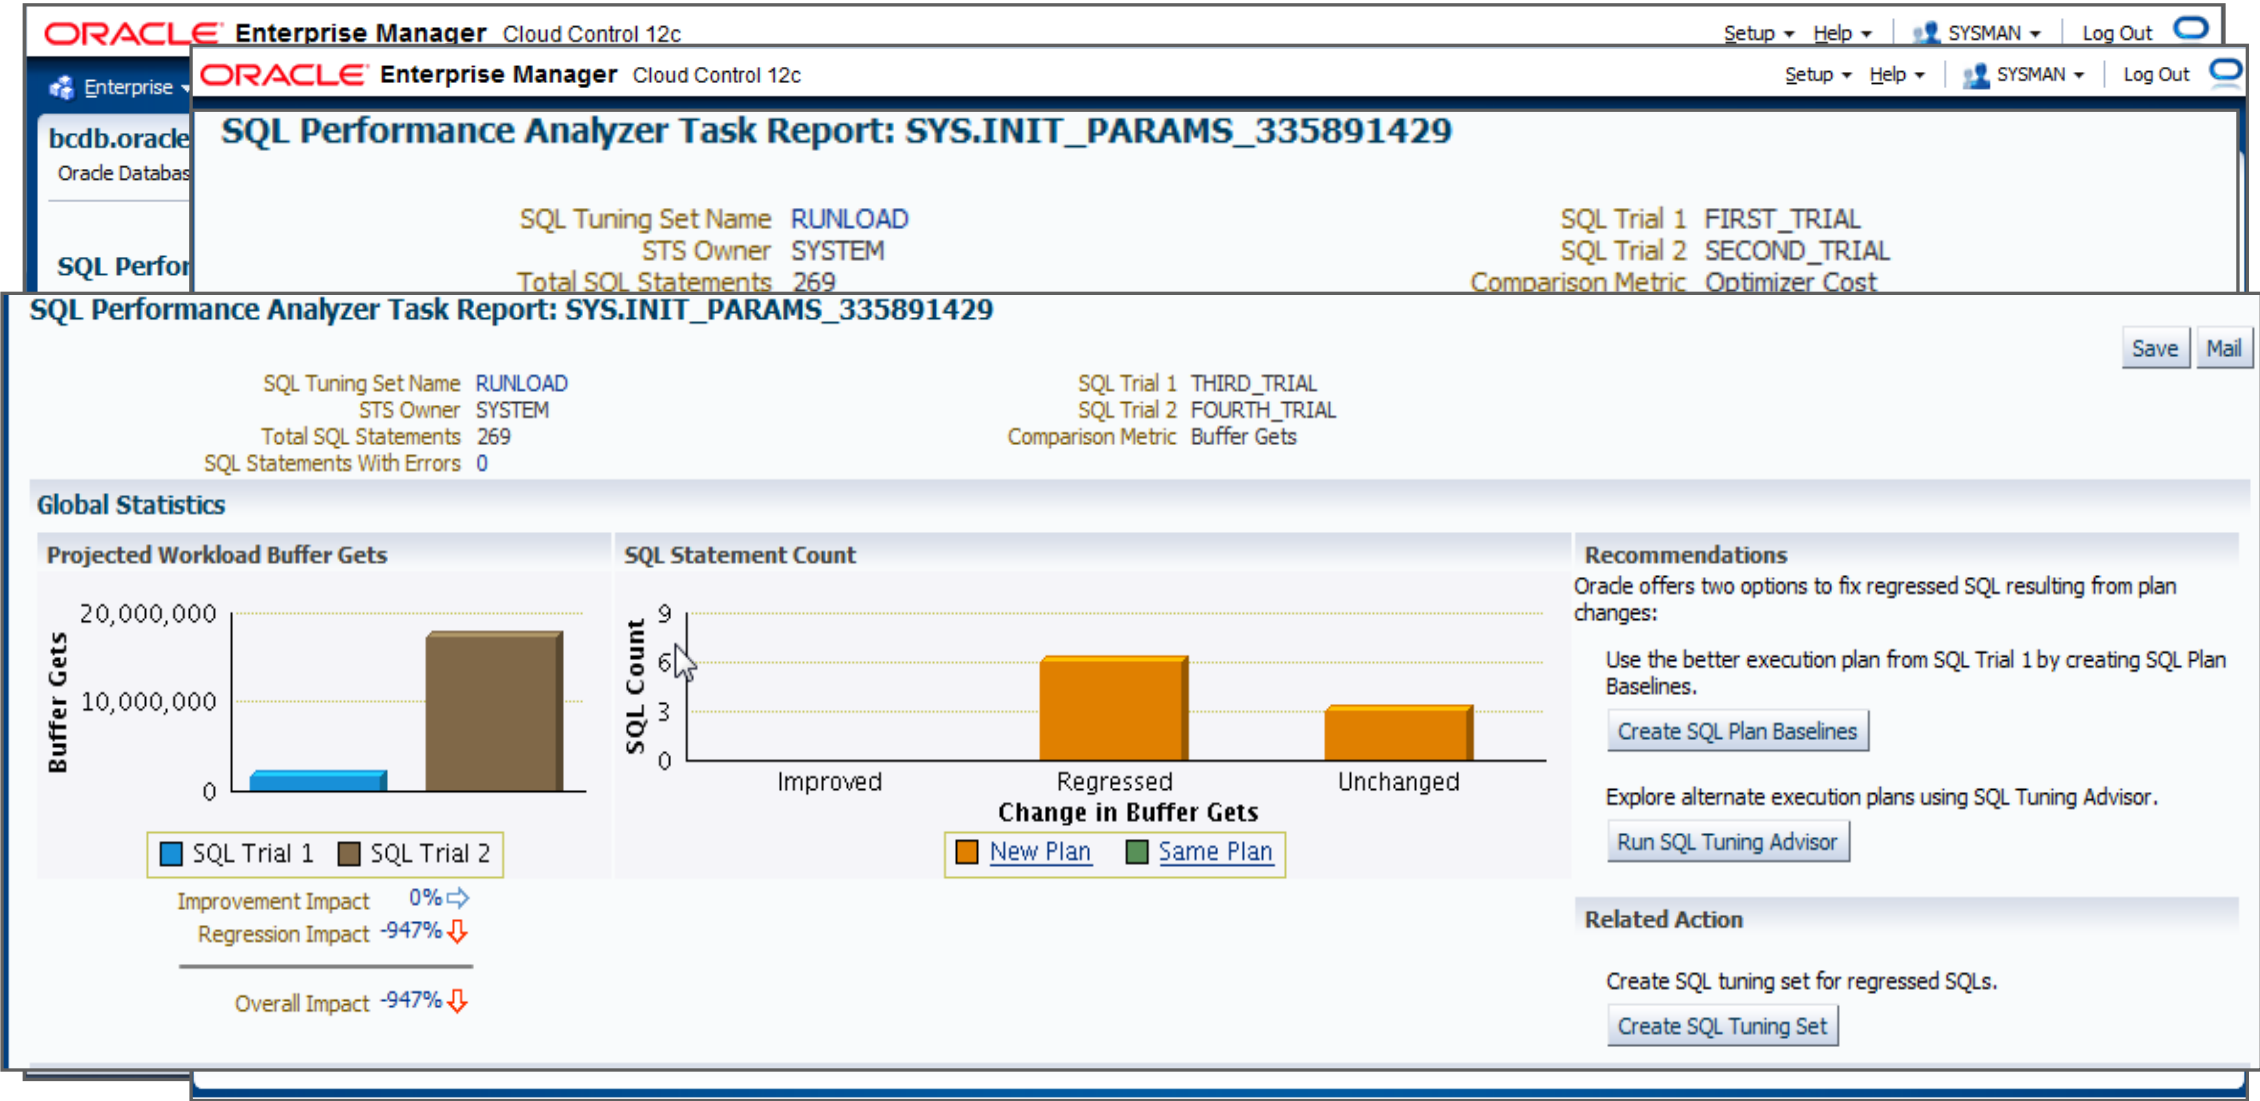 ORACLE Enterprise Manager Cloud Control 12c
Setup Help SYSMAN Log Out
Enterprise
ORACLE Enterprise Manager Cloud Control 12c
Setup Help SYSMAN Log Out
bcdb.oracle
Oracle Databas
SQL Perfor
SQL Performance Analyzer Task Report: SYS.INIT_PARAMS_335891429
SQL Tuning Set Name RUNLOAD
STS Owner SYSTEM
Total SQL Statements 269
SQL Trial 1 FIRST_TRIAL
SQL Trial 2 SECOND_TRIAL
Comparison Metric Optimizer Cost
SQL Performance Analyzer Task Report: SYS.INIT_PARAMS_335891429
Save Mail
SQL Tuning Set Name RUNLOAD
STS Owner SYSTEM
Total SQL Statements 269
SQL Statements With Errors 0
SQL Trial 1 THIRD_TRIAL
SQL Trial 2 FOURTH_TRIAL
Comparison Metric Buffer Gets
Global Statistics
Projected Workload Buffer Gets
Buffer Gets
20,000,000
10,000,000
0
SQL Trial 1 SQL Trial 2
Improvement Impact 0%
Regression Impact -947%
Overall Impact -947%
SQL Statement Count
SQL Count
9
6
3
0
Improved Regressed Unchanged
Change in Buffer Gets
New Plan Same Plan
Recommendations
Oracle offers two options to fix regressed SQL resulting from plan
changes:
Use the better execution plan from SQL Trial 1 by creating SQL Plan
Baselines.
Create SQL Plan Baselines
Explore alternate execution plans using SQL Tuning Advisor.
Run SQL Tuning Advisor
Related Action
Create SQL tuning set for regressed SQLs.
Create SQL Tuning Set